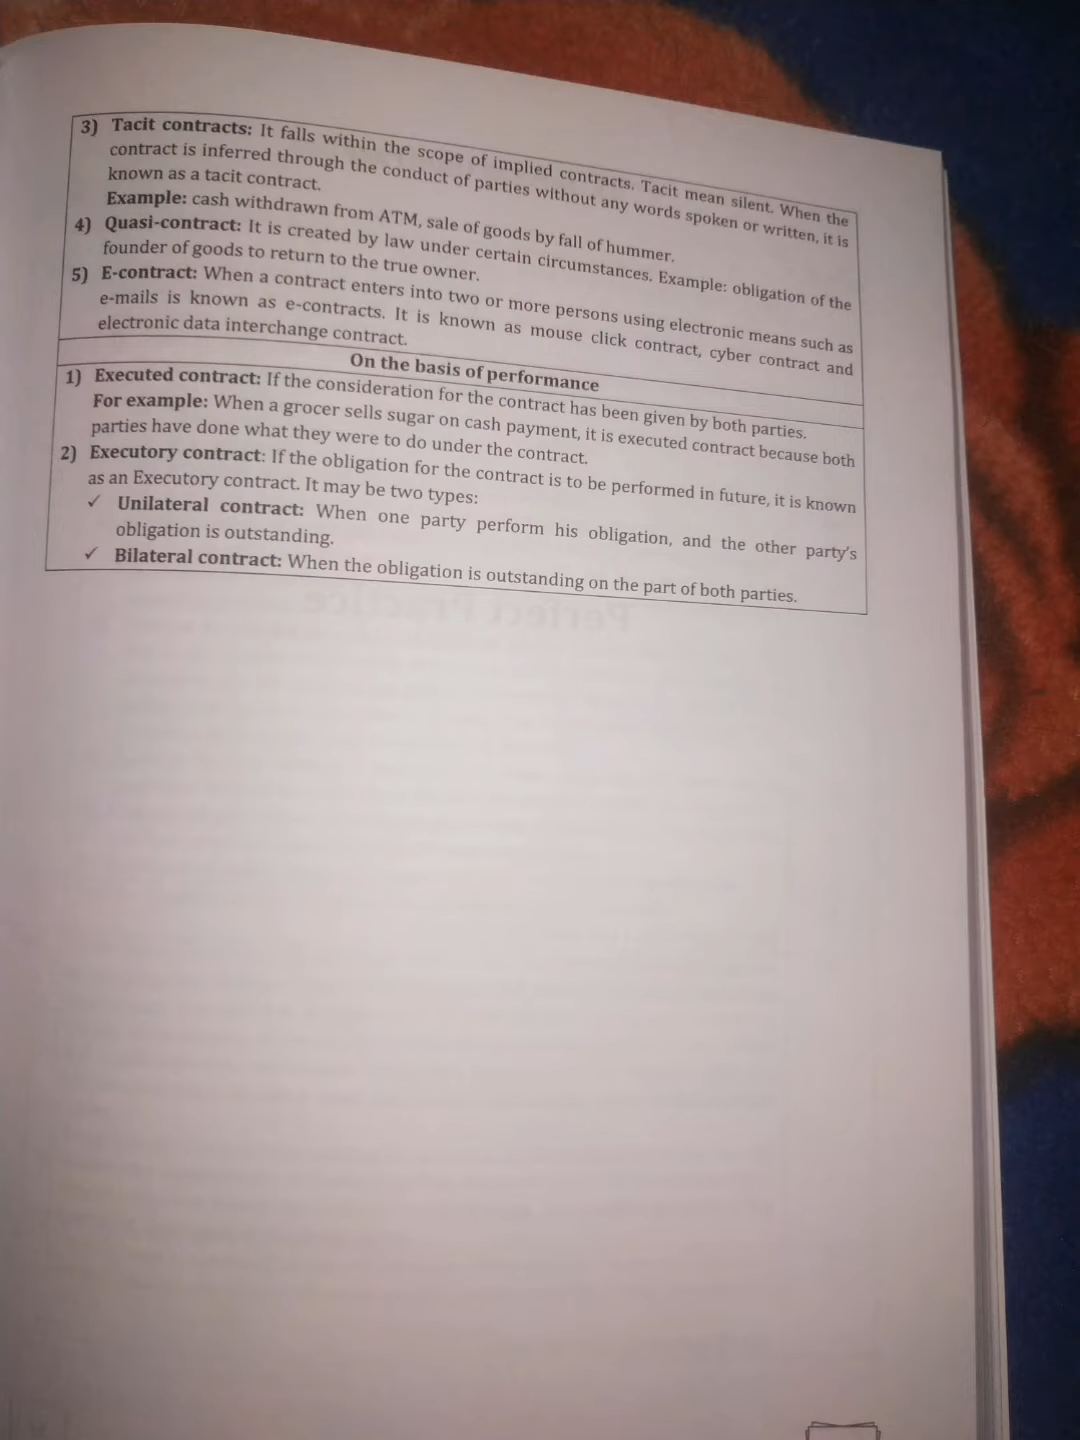 3) Tacit contracts: It falls within the scope of implied contracts. Tacit mean silent. When the
contract is inferred through the conduct of parties without any words spoken or written, it is
known as a tacit contract.
Example: cash withdrawn from ATM, sale of goods by fall of hummer.
4) Quasi-contract: It is created by law under certain circumstances. Example: obligation of the
founder of goods to return to the true owner.
5) E-contract: When a contract enters into two or more persons using electronic means such as
e-mails is known as e-contracts. It is known as mouse click contract, cyber contract and
electronic data interchange contract.
On the basis of performance
1) Executed contract: If the consideration for the contract has been given by both parties.
For example: When a grocer sells sugar on cash payment, it is executed contract because both
parties have done what they were to do under the contract.
2) Executory contract: If the obligation for the contract is to be performed in future, it is known
as an Executory contract. It may be two types:
✓ Unilateral contract: When one party perform his obligation, and the other party's
obligation is outstanding.
✓ Bilateral contract: When the obligation is outstanding on the part of both parties.